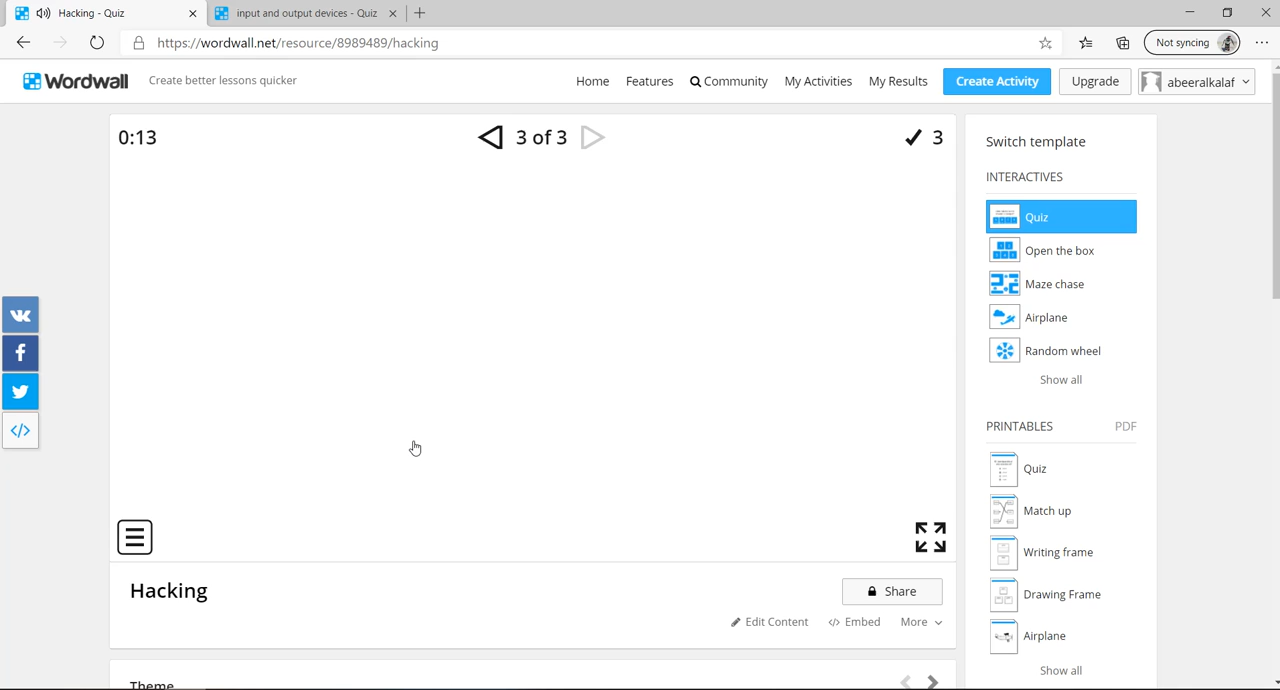 Hacking - Quiz
input and output devices - Quiz
https://wordwall.net/resource/8989489/hacking
Not syncing
Wordwall
Create better lessons quicker
Home
Features
Community
My Activities
My Results
Create Activity
Upgrade
abeeralkalaf
0:13
3 of 3
3
Switch template
INTERACTIVES
Quiz
Open the box
Maze chase
Airplane
Random wheel
Show all
PRINTABLES PDF
Quiz
Match up
Writing frame
Drawing Frame
Airplane
Show all
Hacking
Share
Edit Content
Embed
More
Theme